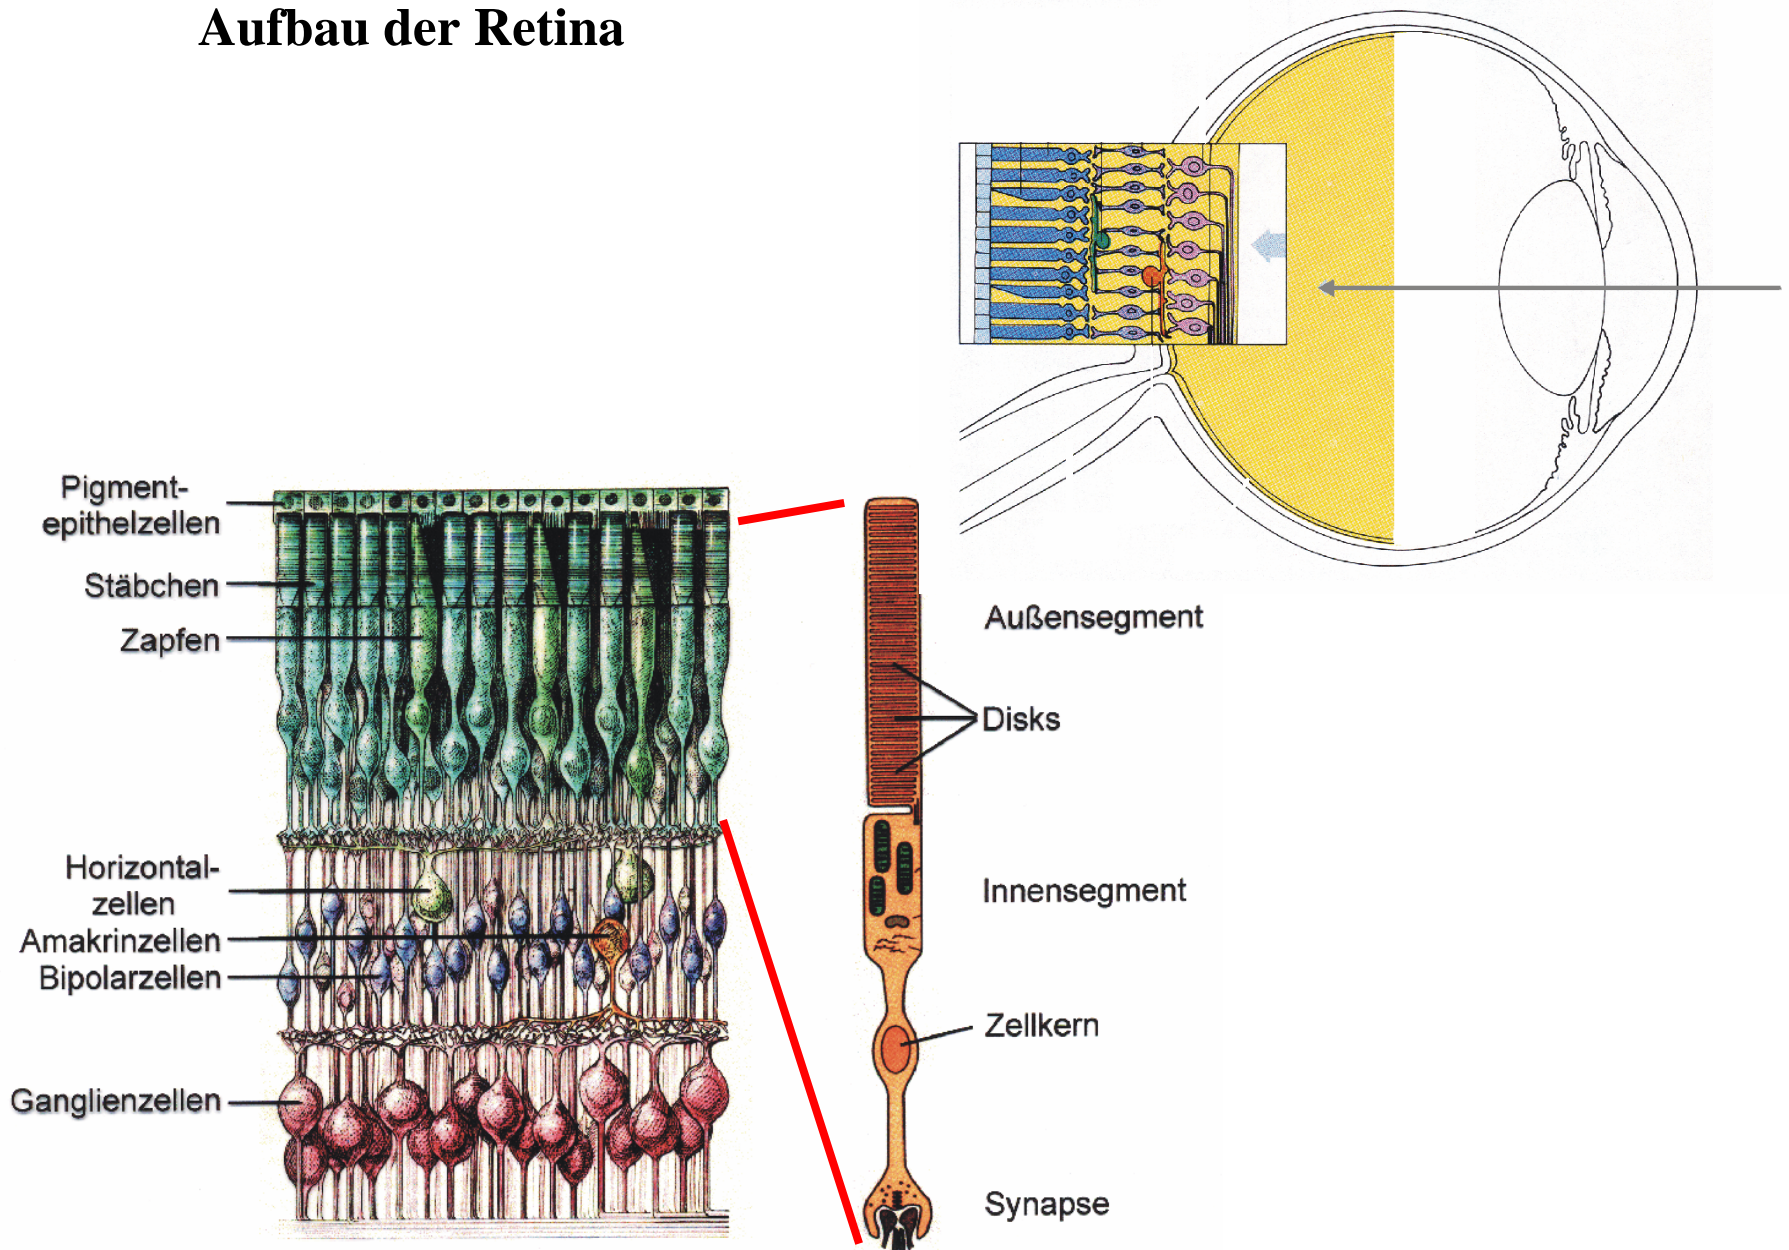 Aufbau der Retina
Pigment-
epithelzellen
Stäbchen
Zapfen
Horizontal-
zellen
Amakrinzellen
Bipolarzellen
Ganglienzellen
Außensegment
Disks
Innensegment
Zellkern
Synapse